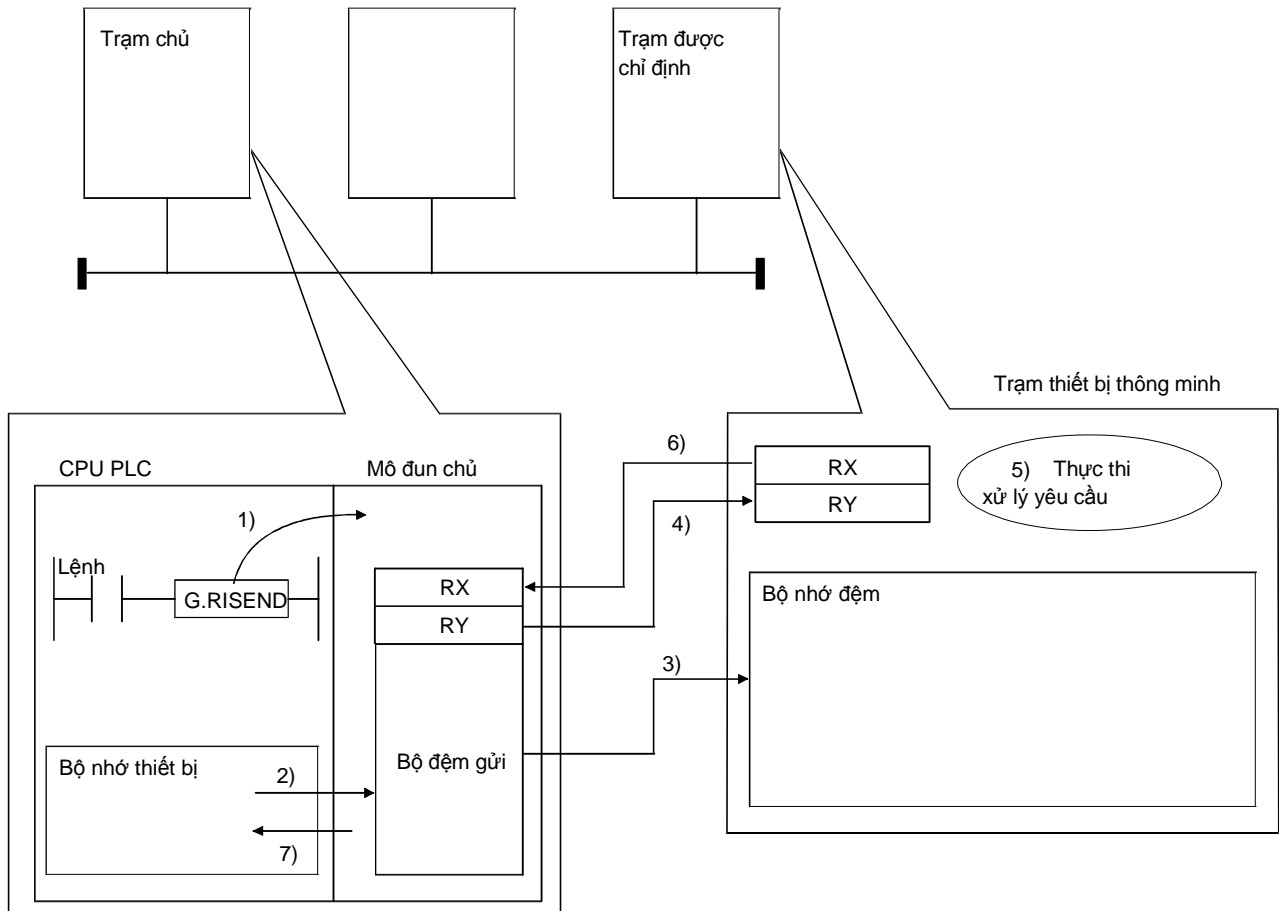 Trạm chủ
Trạm được
chỉ định
Trạm thiết bị thông minh
CPU PLC
Mô đun chủ
1)
Lệnh
G.RISEND
RX
RY
Bộ đệm gửi
Bộ nhớ thiết bị
2)
7)
6)
4)
3)
RX
RY
5) Thực thi
xử lý yêu cầu
Bộ nhớ đệm